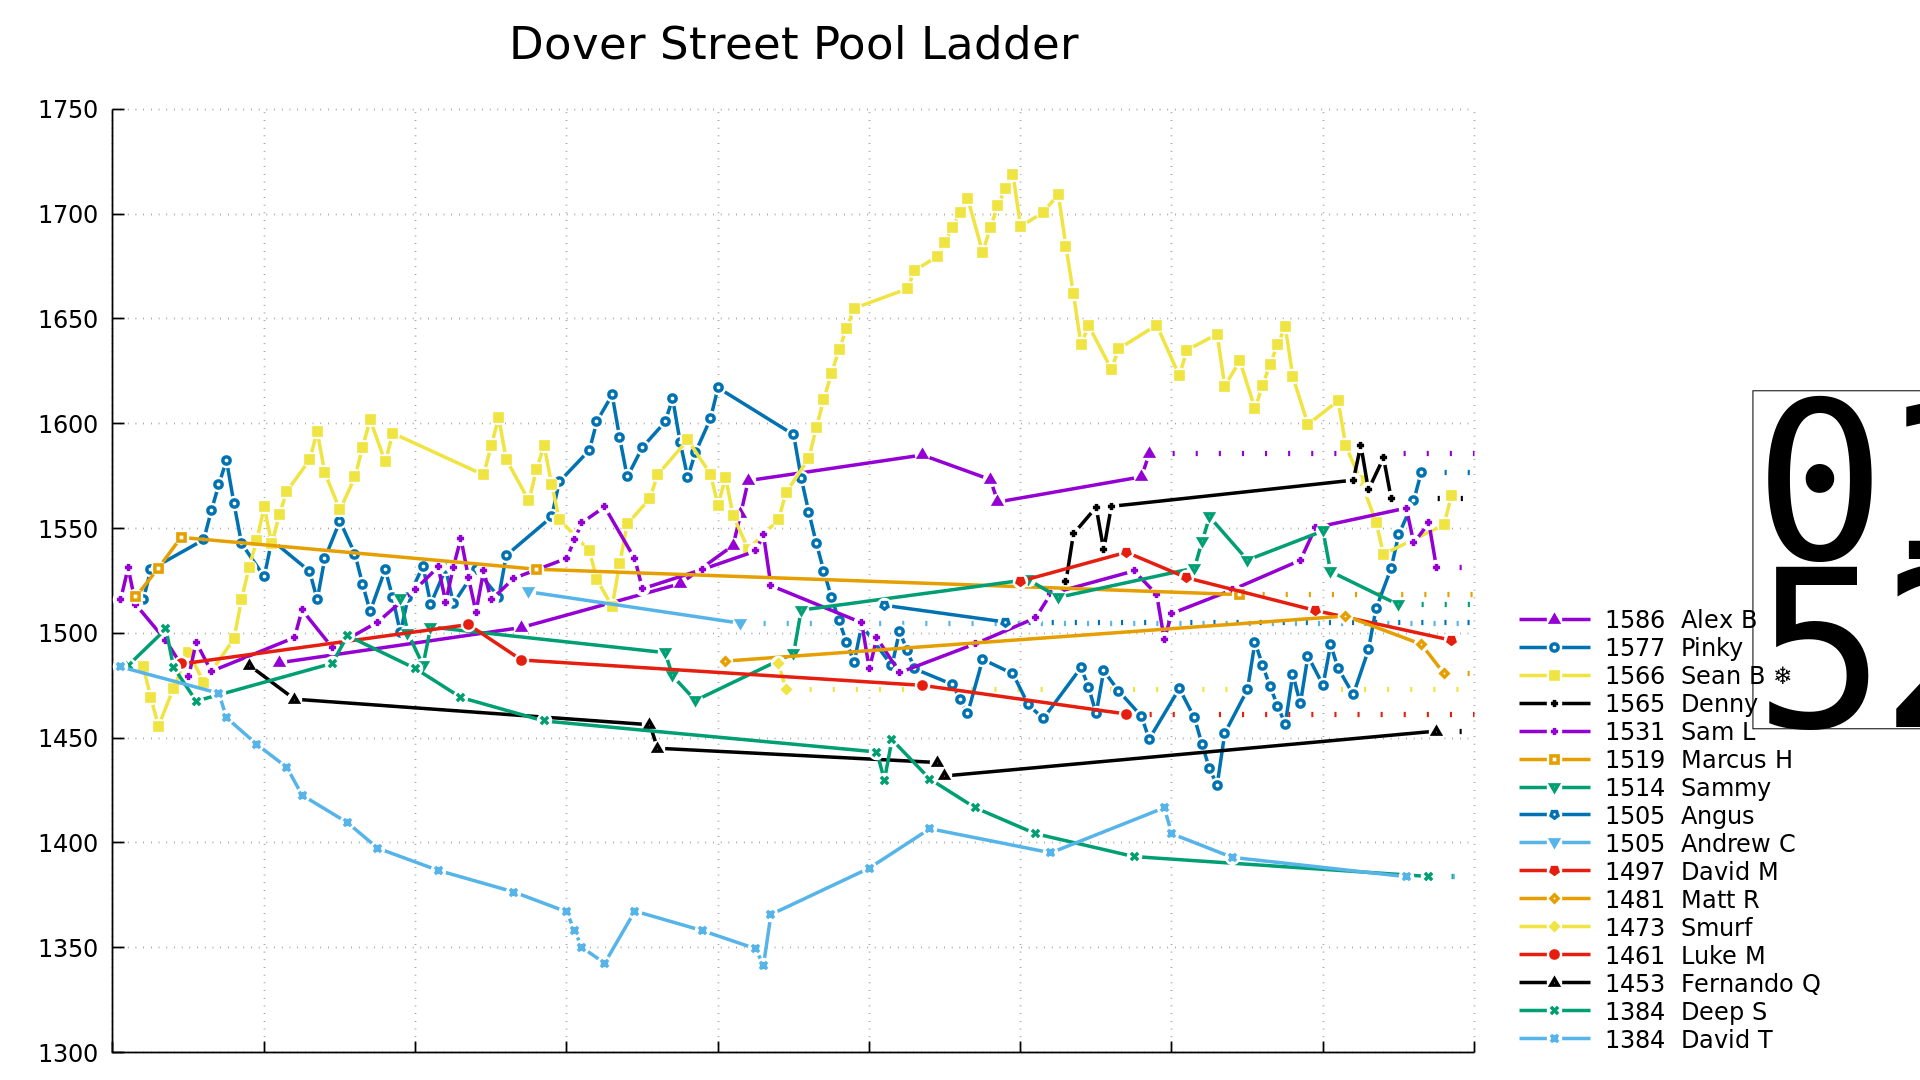 Dover Street Pool Ladder
1750
1700
1650
1600
1550
1500
1450
1400
1350
1300
1586 Alex B
1577 Pinky
1566 Sean B ❄
1565 Denny
1531 Sam L
1519 Marcus H
1514 Sammy
1505 Angus
1505 Andrew C
1497 David M
1481 Matt R
1473 Smurf
1461 Luke M
1453 Fernando Q
1384 Deep S
1384 David T
0
5